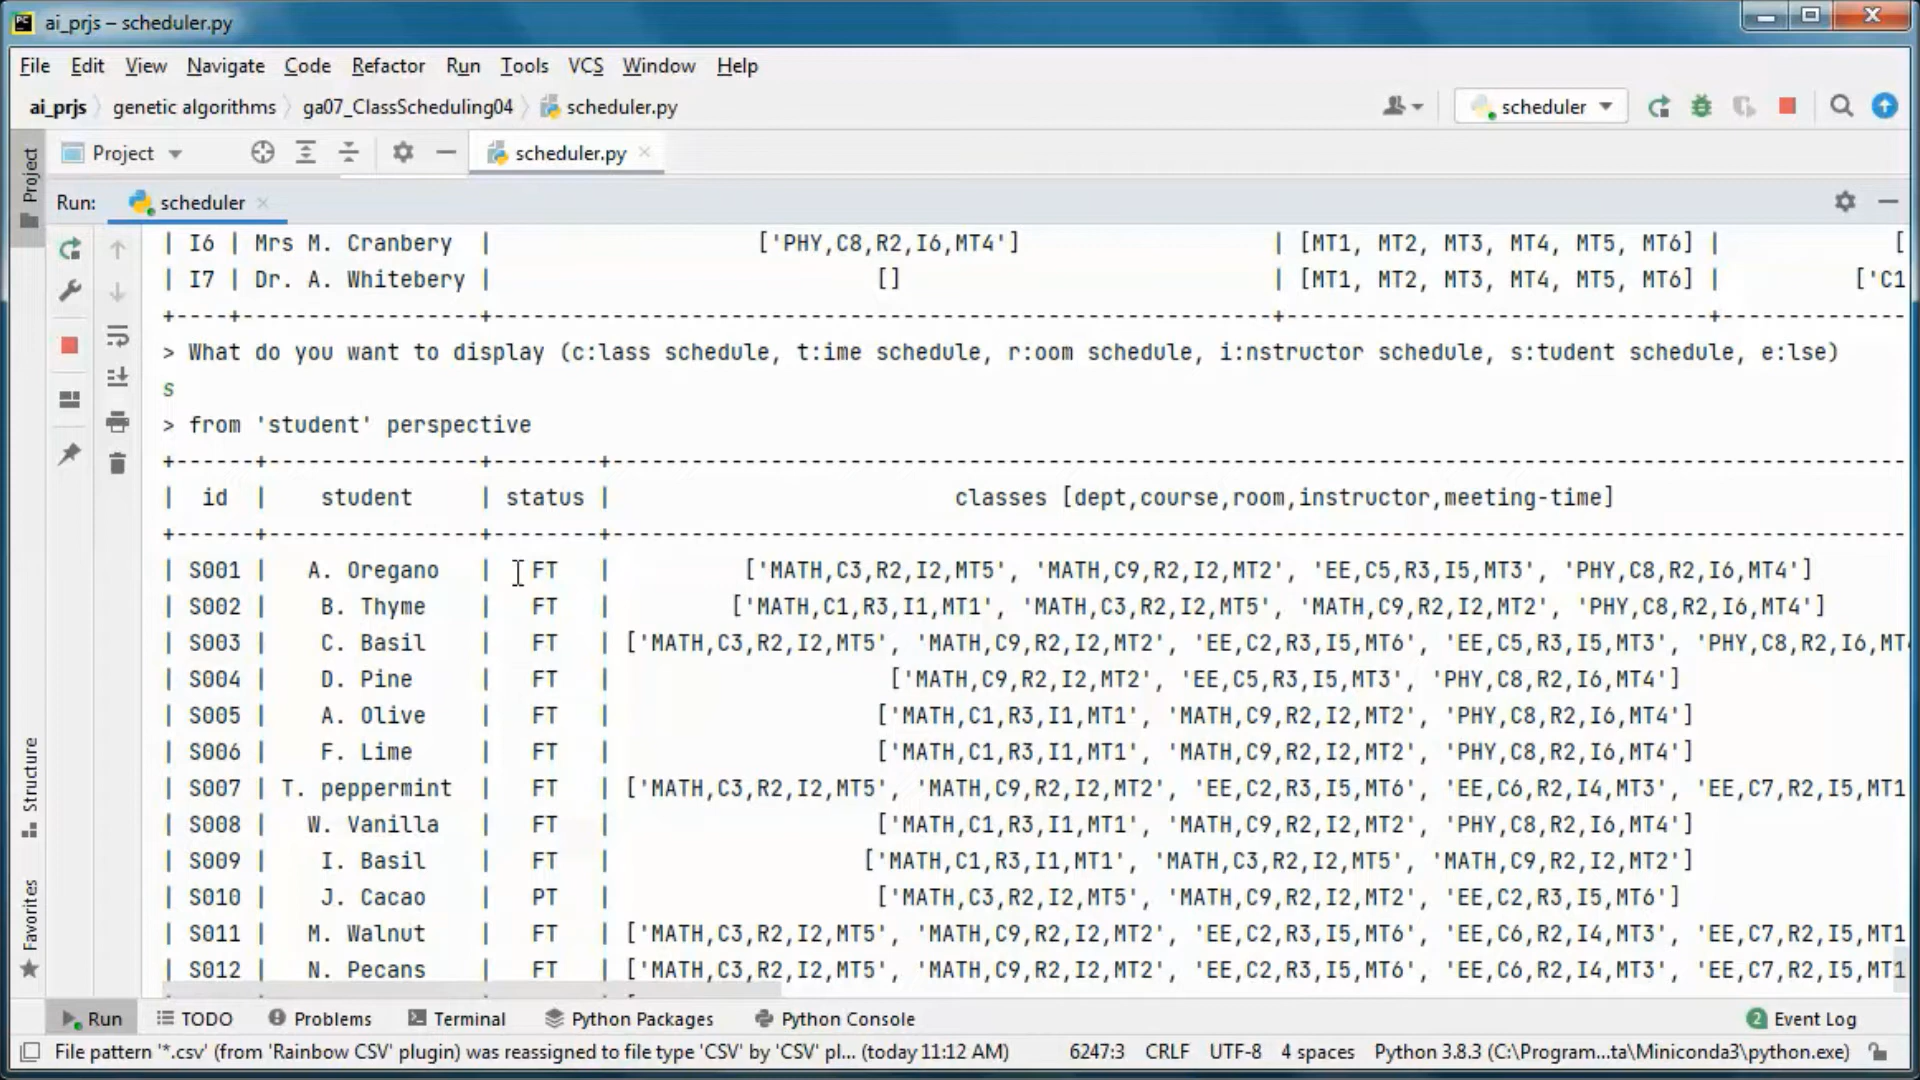 ai_prjs – scheduler.py
File Edit View Navigate Code Refactor Run Tools VCS Window Help
ai_prjs genetic algorithms ga07_ClassScheduling04 scheduler.py scheduler
Project Project scheduler.py
Run: scheduler
| I6 | Mrs M. Cranbery | ['PHY,C8,R2,I6,MT4'] | [MT1, MT2, MT3, MT4, MT5, MT6] | [
| I7 | Dr. A. Whitebery | [] | [MT1, MT2, MT3, MT4, MT5, MT6] | ['C1
> What do you want to display (c:lass schedule, t:ime schedule, r:oom schedule, i:nstructor schedule, s:tudent schedule, e:lse)
s
> from 'student' perspective
| id | student | status | classes [dept,course,room,instructor,meeting-time]
| S001 | A. Oregano | FT | ['MATH,C3,R2,I2,MT5', 'MATH,C9,R2,I2,MT2', 'EE,C5,R3,I5,MT3', 'PHY,C8,R2,I6,MT4']
| S002 | B. Thyme | FT | ['MATH,C1,R3,I1,MT1', 'MATH,C3,R2,I2,MT5', 'MATH,C9,R2,I2,MT2', 'PHY,C8,R2,I6,MT4']
| S003 | C. Basil | FT | ['MATH,C3,R2,I2,MT5', 'MATH,C9,R2,I2,MT2', 'EE,C2,R3,I5,MT6', 'EE,C5,R3,I5,MT3', 'PHY,C8,R2,I6,MT4
| S004 | D. Pine | FT | ['MATH,C9,R2,I2,MT2', 'EE,C5,R3,I5,MT3', 'PHY,C8,R2,I6,MT4']
| S005 | A. Olive | FT | ['MATH,C1,R3,I1,MT1', 'MATH,C9,R2,I2,MT2', 'PHY,C8,R2,I6,MT4']
| S006 | F. Lime | FT | ['MATH,C1,R3,I1,MT1', 'MATH,C9,R2,I2,MT2', 'PHY,C8,R2,I6,MT4']
| S007 | T. peppermint | FT | ['MATH,C3,R2,I2,MT5', 'MATH,C9,R2,I2,MT2', 'EE,C2,R3,I5,MT6', 'EE,C6,R2,I4,MT3', 'EE,C7,R2,I5,MT1
| S008 | W. Vanilla | FT | ['MATH,C1,R3,I1,MT1', 'MATH,C9,R2,I2,MT2', 'PHY,C8,R2,I6,MT4']
| S009 | I. Basil | FT | ['MATH,C1,R3,I1,MT1', 'MATH,C3,R2,I2,MT5', 'MATH,C9,R2,I2,MT2']
| S010 | J. Cacao | PT | ['MATH,C3,R2,I2,MT5', 'MATH,C9,R2,I2,MT2', 'EE,C2,R3,I5,MT6']
| S011 | M. Walnut | FT | ['MATH,C3,R2,I2,MT5', 'MATH,C9,R2,I2,MT2', 'EE,C2,R3,I5,MT6', 'EE,C6,R2,I4,MT3', 'EE,C7,R2,I5,MT1
| S012 | N. Pecans | FT | ['MATH,C3,R2,I2,MT5', 'MATH,C9,R2,I2,MT2', 'EE,C2,R3,I5,MT6', 'EE,C6,R2,I4,MT3', 'EE,C7,R2,I5,MT1
Structure
Favorites
Run TODO Problems Terminal Python Packages Python Console 2 Event Log
File pattern '*.csv' (from 'Rainbow CSV' plugin) was reassigned to file type 'CSV' by 'CSV' pl... (today 11:12 AM) 6247:3 CRLF UTF-8 4 spaces Python 3.8.3 (C:\Program...ta\Miniconda3\python.exe)